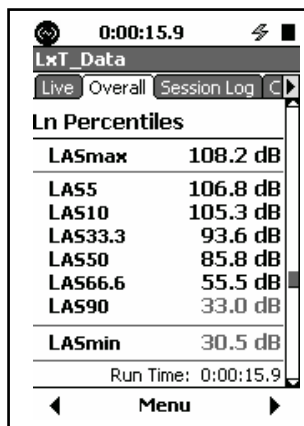 0:00:15.9
LxT_Data
Live Overall Session Log C
Ln Percentiles
LASmax 108.2 dB
LAS5 106.8 dB
LAS10 105.3 dB
LAS33.3 93.6 dB
LAS50 85.8 dB
LAS66.6 55.5 dB
LAS90 33.0 dB
LASmin 30.5 dB
Run Time: 0:00:15.9
Menu